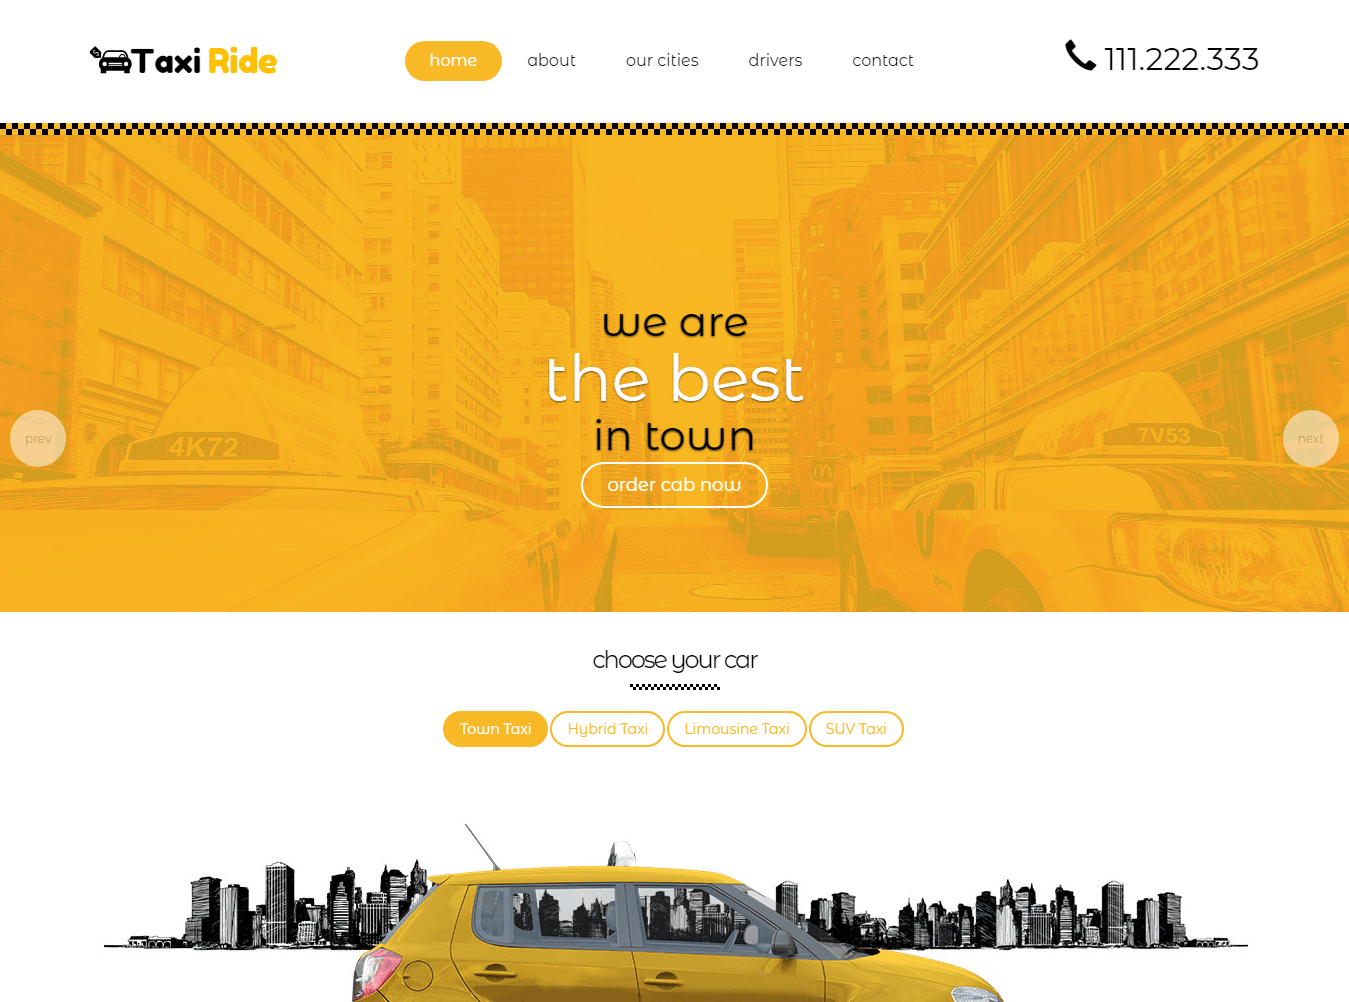 Taxi Ride
home about our cities drivers contact
111.222.333
we are
the best
in town
order cab now
prev
next
4K72
7V53
choose your car
Town Taxi Hybrid Taxi Limousine Taxi SUV Taxi